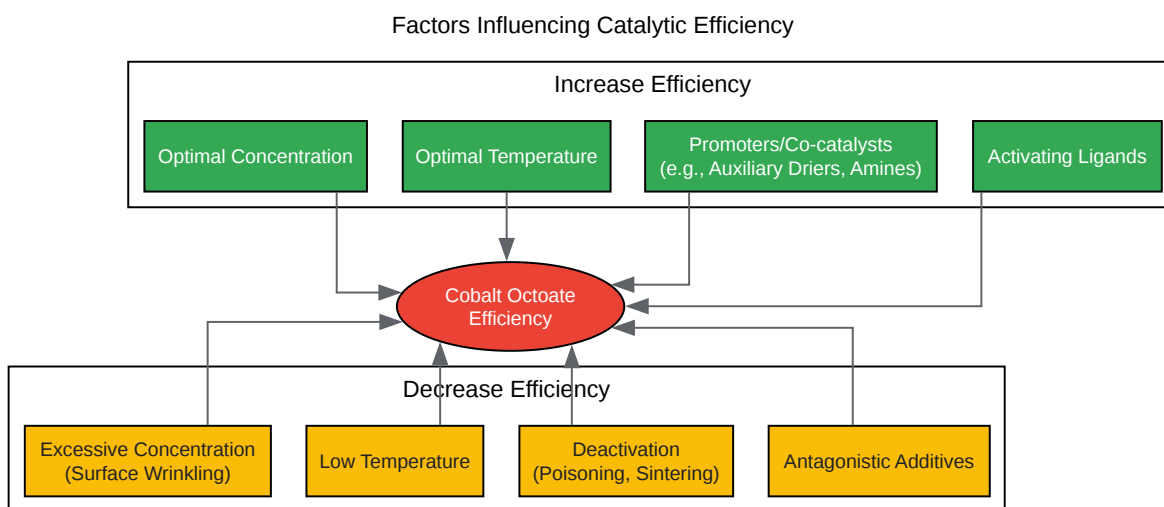 Factors Influencing Catalytic Efficiency
Increase Efficiency
Optimal Concentration
Optimal Temperature
Promoters/Co-catalysts
(e.g., Auxiliary Driers, Amines)
Activating Ligands
Cobalt Octoate
Efficiency
Decrease Efficiency
Excessive Concentration
(Surface Wrinkling)
Low Temperature
Deactivation
(Poisoning, Sintering)
Antagonistic Additives